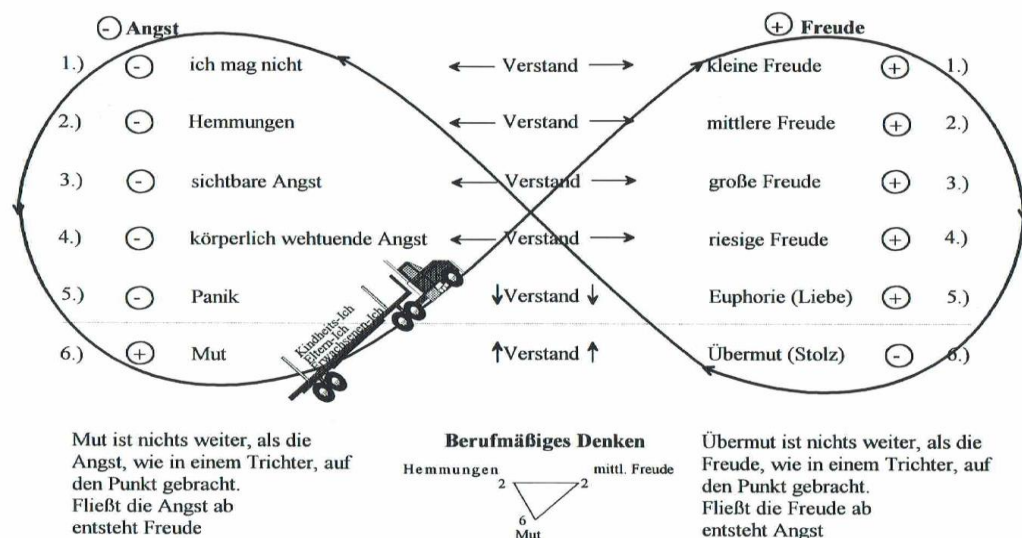 - Angst + Freude
1.) - ich mag nicht ← Verstand → kleine Freude + 1.)
2.) - Hemmungen ← Verstand → mittlere Freude + 2.)
3.) - sichtbare Angst ← Verstand → große Freude + 3.)
4.) - körperlich wehtuende Angst ← Verstand → riesige Freude + 4.)
5.) - Panik ↓Verstand ↓ Euphorie (Liebe) + 5.)
6.) + Mut ↑Verstand ↑ Übermut (Stolz) - 6.)
Kindheits-Ich
Eltern-ich
Erwachsenen-ich
Mut ist nichts weiter, als die
Angst, wie in einem Trichter, auf
den Punkt gebracht.
Fließt die Angst ab
entsteht Freude
Berufmäßiges Denken
Hemmungen mittl. Freude
2 2
6
Mut
Übermut ist nichts weiter, als die
Freude, wie in einem Trichter, auf
den Punkt gebracht.
Fließt die Freude ab
entsteht Angst